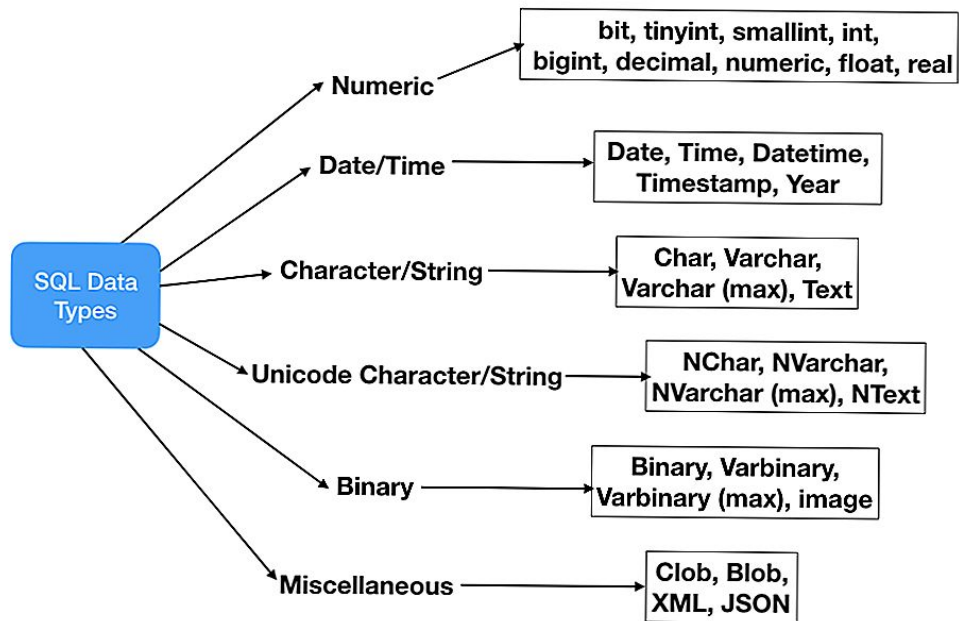 bit, tinyint, smallint, int,
bigint, decimal, numeric, float, real
Numeric
Date/Time
Date, Time, Datetime,
Timestamp, Year
SQL Data
Types
Character/String
Char, Varchar,
Varchar (max), Text
Unicode Character/String
NChar, NVarchar,
NVarchar (max), NText
Binary
Binary, Varbinary,
Varbinary (max), image
Miscellaneous
Clob, Blob,
XML, JSON